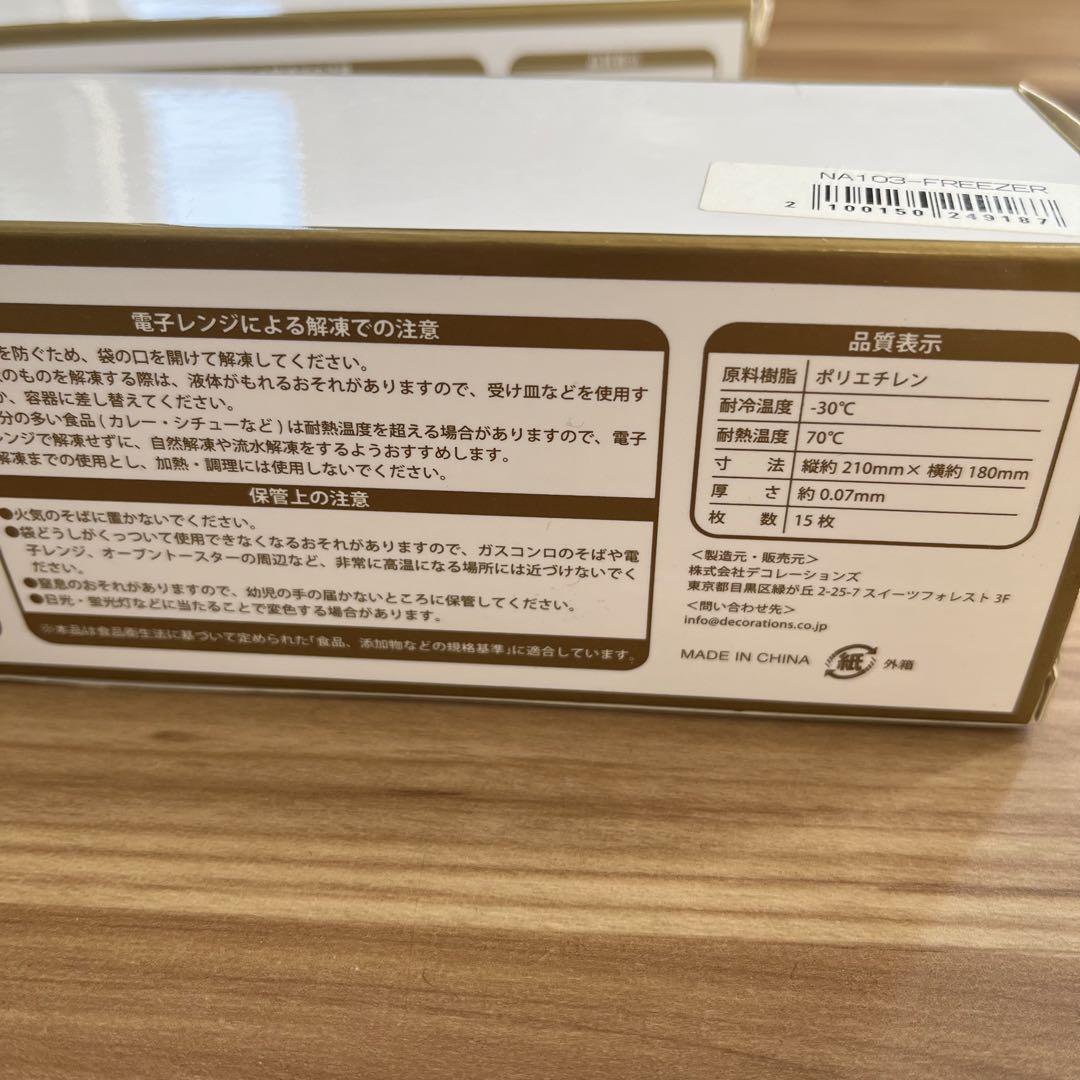 NA103-FREEZER
2 100150 249187
電子レンジによる解凍での注意
を防ぐため、袋の口を開けて解凍してください。
のものを解凍する際は、液体がもれるおそれがありますので、受け皿などを使用す
か、容器に差し替えてください。
分の多い食品(カレー・シチューなど)は耐熱温度を超える場合がありますので、電子
レンジで解凍せずに、自然解凍や流水解凍をするようおすすめします。
解凍までの使用とし、加熱・調理には使用しないでください。
保管上の注意
●火気のそばに置かないでください。
●袋どうしがくっついて使用できなくなるおそれがありますので、ガスコンロのそばや電
子レンジ、オーブントースターの周辺など、非常に高温になる場所には近づけないでく
ださい。
●窒息のおそれがありますので、幼児の手の届かないところに保管してください。
●日光・蛍光灯などに当たることで変色する場合があります。
※本品は食品衛生法に基づいて定められた「食品、添加物などの規格基準」に適合しています。
品質表示
原料樹脂 ポリエチレン
耐冷温度 -30℃
耐熱温度 70℃
寸 法 縦約210mm×横約180mm
厚 さ 約0.07mm
枚 数 15枚
<製造元・販売元>
株式会社デコレーションズ
東京都目黒区緑が丘2-25-7 スイーツフォレスト3F
<問い合わせ先>
info@decorations.co.jp
MADE IN CHINA 紙 外箱